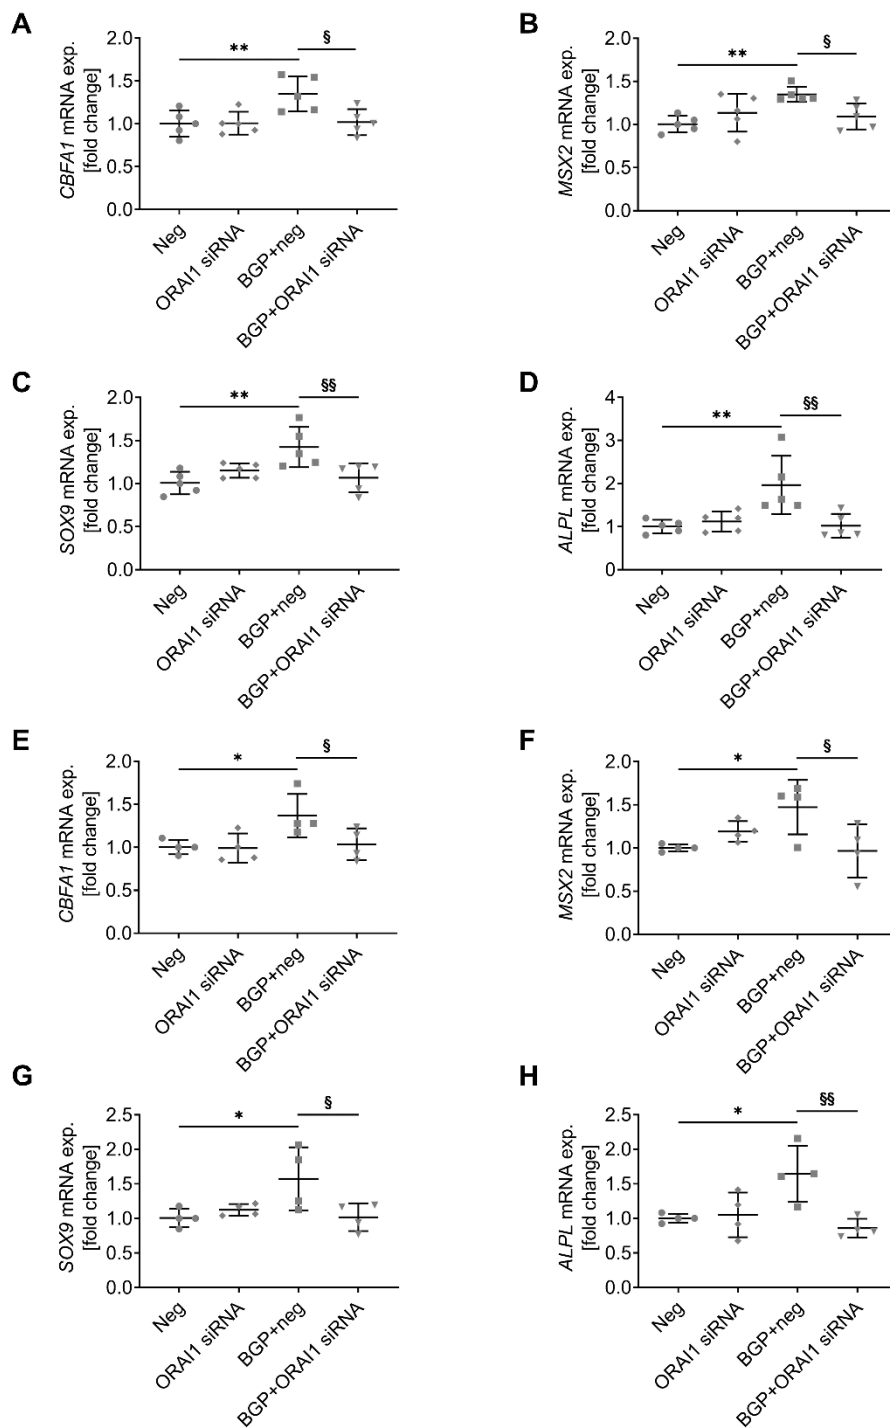 A
CBFA1 mRNA exp.
[fold change]
2.0
1.5
1.0
0.5
0.0
**
§
Neg
ORAI1 siRNA
BGP+neg
BGP+ORAI1 siRNA
B
MSX2 mRNA exp.
[fold change]
2.0
1.5
1.0
0.5
0.0
**
§
Neg
ORAI1 siRNA
BGP+neg
BGP+ORAI1 siRNA
C
SOX9 mRNA exp.
[fold change]
2.0
1.5
1.0
0.5
0.0
**
§§
Neg
ORAI1 siRNA
BGP+neg
BGP+ORAI1 siRNA
D
ALPL mRNA exp.
[fold change]
4
3
2
1
0
**
§§
Neg
ORAI1 siRNA
BGP+neg
BGP+ORAI1 siRNA
E
CBFA1 mRNA exp.
[fold change]
2.0
1.5
1.0
0.5
0.0
*
§
Neg
ORAI1 siRNA
BGP+neg
BGP+ORAI1 siRNA
F
MSX2 mRNA exp.
[fold change]
2.0
1.5
1.0
0.5
0.0
*
§
Neg
ORAI1 siRNA
BGP+neg
BGP+ORAI1 siRNA
G
SOX9 mRNA exp.
[fold change]
2.5
2.0
1.5
1.0
0.5
0.0
*
§
Neg
ORAI1 siRNA
BGP+neg
BGP+ORAI1 siRNA
H
ALPL mRNA exp.
[fold change]
2.5
2.0
1.5
1.0
0.5
0.0
*
§§
Neg
ORAI1 siRNA
BGP+neg
BGP+ORAI1 siRNA